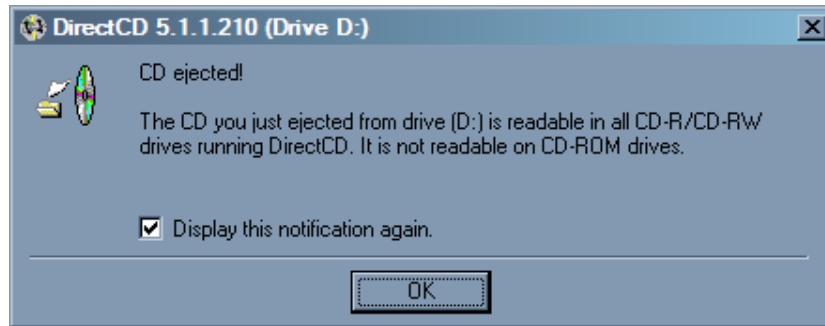 DirectCD 5.1.1.210 (Drive D:)
CD ejected!
The CD you just ejected from drive (D:) is readable in all CD-R/CD-RW
drives running DirectCD. It is not readable on CD-ROM drives.
Display this notification again.
OK